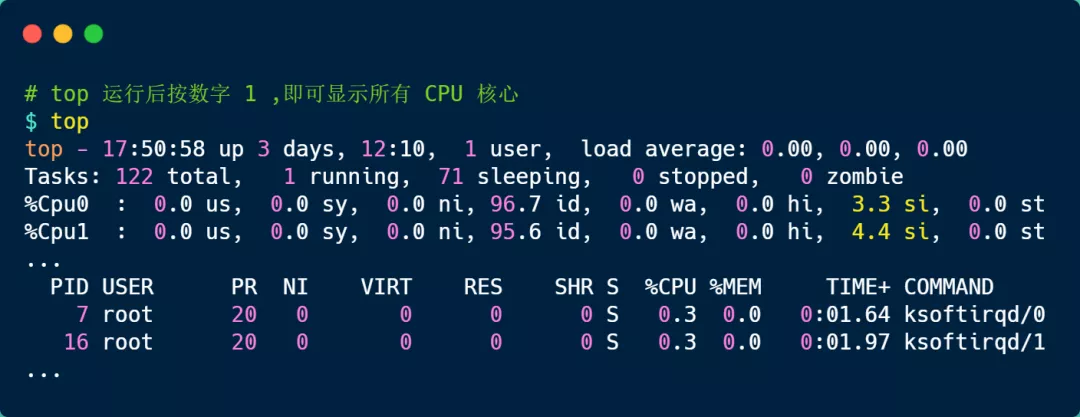 # top 运行后按数字 1 ,即可显示所有 CPU 核心
$ top
top - 17:50:58 up 3 days, 12:10,  1 user,  load average: 0.00, 0.00, 0.00
Tasks: 122 total,   1 running,  71 sleeping,   0 stopped,   0 zombie
%Cpu0  :  0.0 us,  0.0 sy,  0.0 ni, 96.7 id,  0.0 wa,  0.0 hi,  3.3 si,  0.0 st
%Cpu1  :  0.0 us,  0.0 sy,  0.0 ni, 95.6 id,  0.0 wa,  0.0 hi,  4.4 si,  0.0 st
...
  PID USER      PR  NI    VIRT    RES    SHR S  %CPU %MEM     TIME+ COMMAND
    7 root      20   0       0      0      0 S   0.3  0.0   0:01.64 ksoftirqd/0
   16 root      20   0       0      0      0 S   0.3  0.0   0:01.97 ksoftirqd/1
...